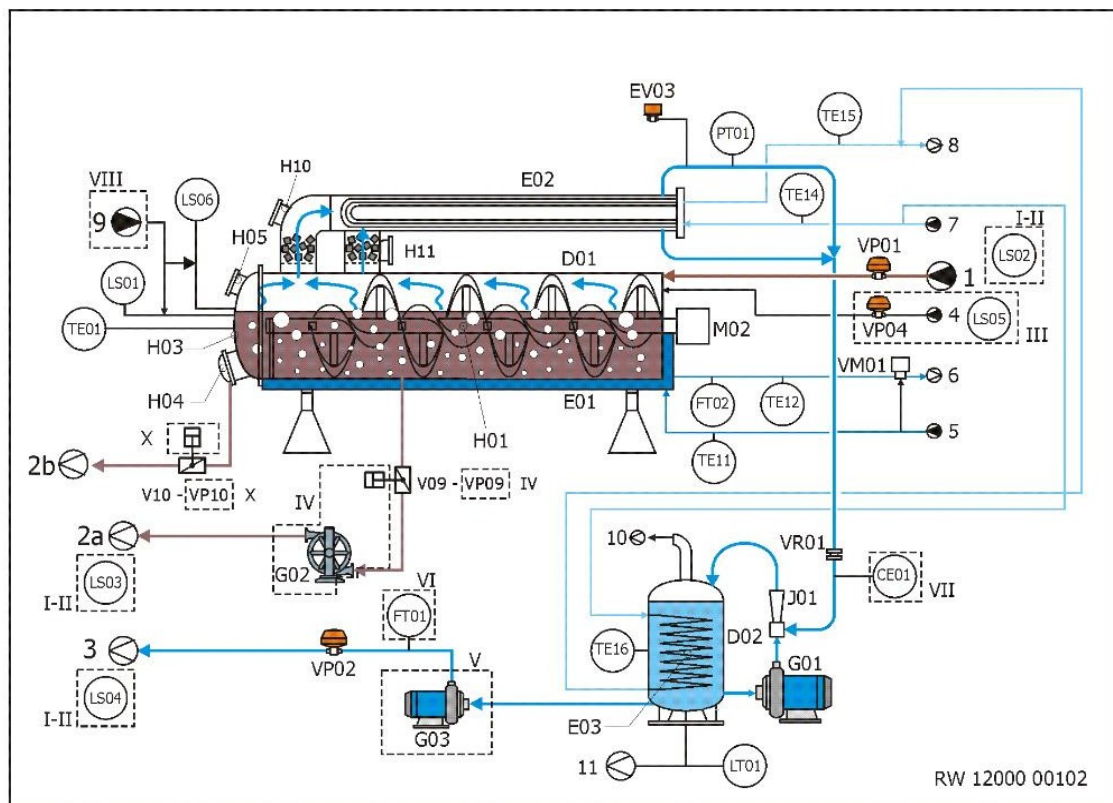 EV03
PT01
TE15
8
H10
E02
VIII
LS06
TE14
7
9
I-II
H05
H11
VP01
LS02
D01
1
LS01
VP04
LS05
4
TE01
M02
III
H03
VM01
6
H04
E01
FT02
TE12
X
H01
5
TE11
2b
V10 - VP10 X
IV
V09 - VP09 IV
2a
10
VR01
G02
LS03
VI
J01
CE01
VII
I-II
FT01
D02
3
TE16
G01
VP02
V
LS04
I-II
G03
E03
11
LT01
RW 12000 00102